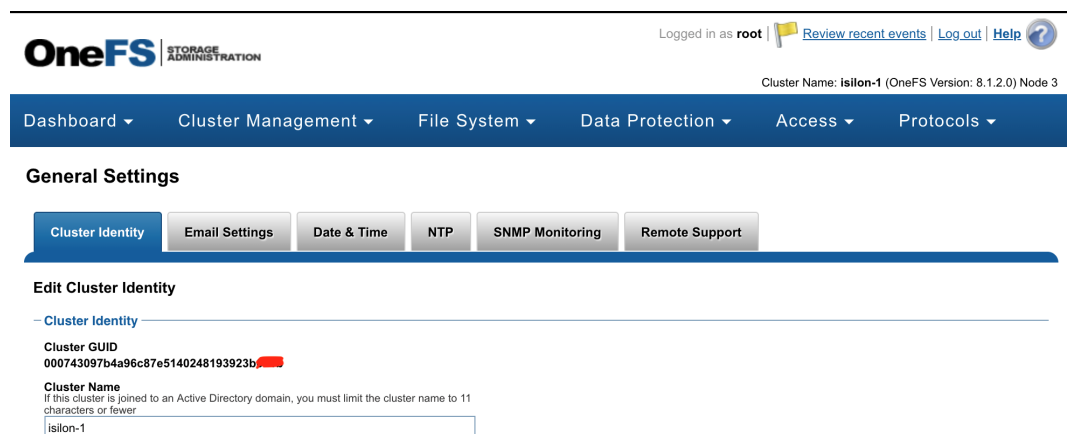 Logged in as root | Review recent events | Log out | Help ?
OneFS STORAGE ADMINISTRATION
Cluster Name: isilon-1 (OneFS Version: 8.1.2.0) Node 3
Dashboard Cluster Management File System Data Protection Access Protocols
General Settings
Cluster Identity Email Settings Date & Time NTP SNMP Monitoring Remote Support
Edit Cluster Identity
Cluster Identity
Cluster GUID
000743097b4a96c87e5140248193923b
Cluster Name
If this cluster is joined to an Active Directory domain, you must limit the cluster name to 11
characters or fewer
isilon-1